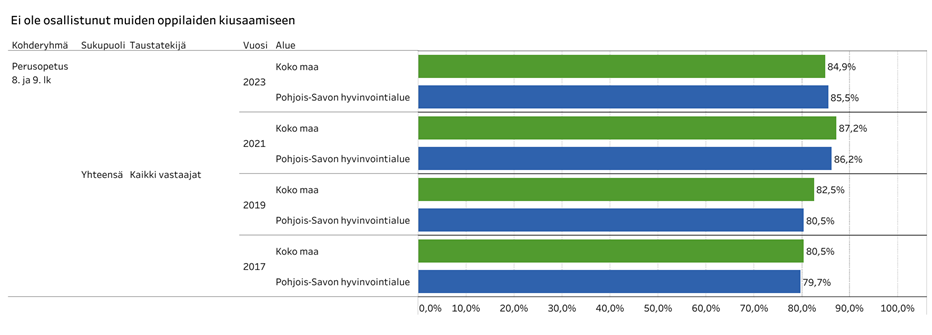 Ei ole osallistunut muiden oppilaiden kiusaamiseen
Kohderyhmä Sukupuoli Taustatekijä Vuosi Alue
Perusopetus
8. ja 9. lk
Yhteensä Kaikki vastaajat
2023
Koko maa 84,9%
Pohjois-Savon hyvinvointialue 85,5%
2021
Koko maa 87,2%
Pohjois-Savon hyvinvointialue 86,2%
2019
Koko maa 82,5%
Pohjois-Savon hyvinvointialue 80,5%
2017
Koko maa 80,5%
Pohjois-Savon hyvinvointialue 79,7%
0,0% 10,0% 20,0% 30,0% 40,0% 50,0% 60,0% 70,0% 80,0% 90,0% 100,0%